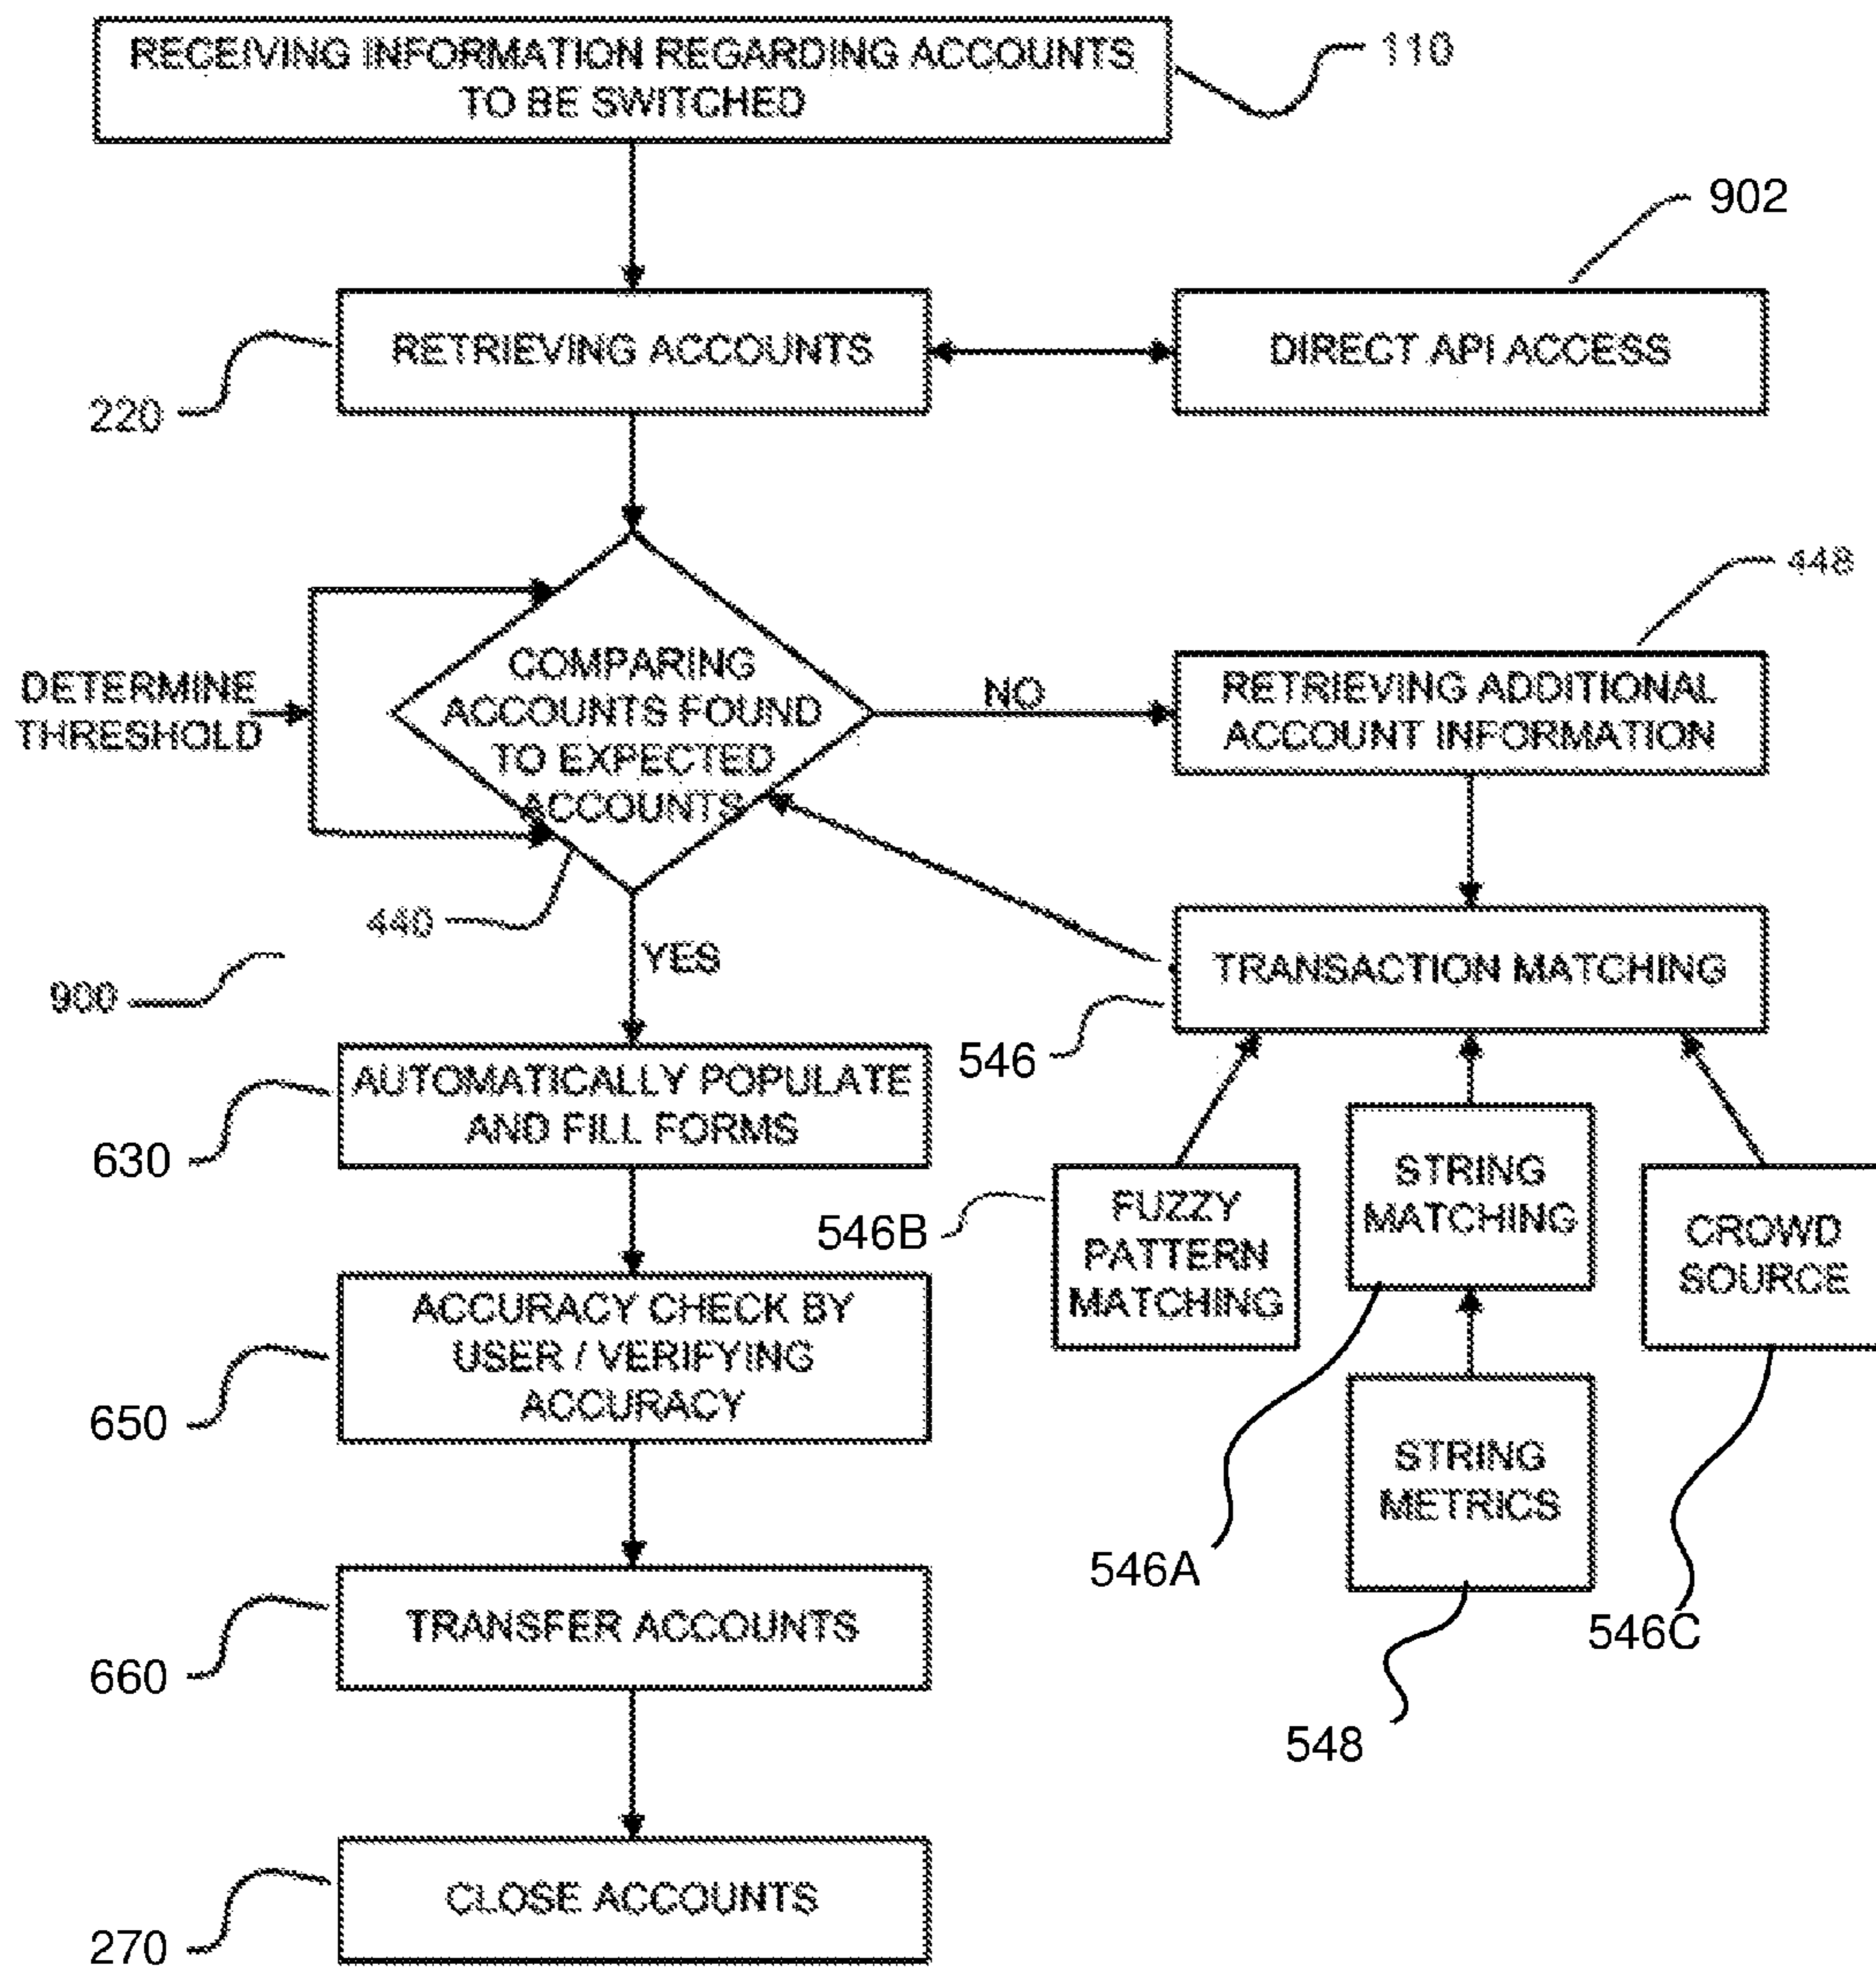 RECEIVING INFORMATION REGARDING ACCOUNTS
TO BE SWITCHED
110
902
RETRIEVING ACCOUNTS
DIRECT API ACCESS
220
448
DETERMINE
THRESHOLD
COMPARING
ACCOUNTS FOUND
TO EXPECTED
ACCOUNTS
NO
RETRIEVING ADDITIONAL
ACCOUNT INFORMATION
440
YES
900
TRANSACTION MATCHING
546
AUTOMATICALLY POPULATE
AND FILL FORMS
630
546B
FUZZY
PATTERN
MATCHING
STRING
MATCHING
CROWD
SOURCE
ACCURACY CHECK BY
USER / VERIFYING
ACCURACY
650
STRING
METRICS
546A
546C
548
TRANSFER ACCOUNTS
660
CLOSE ACCOUNTS
270